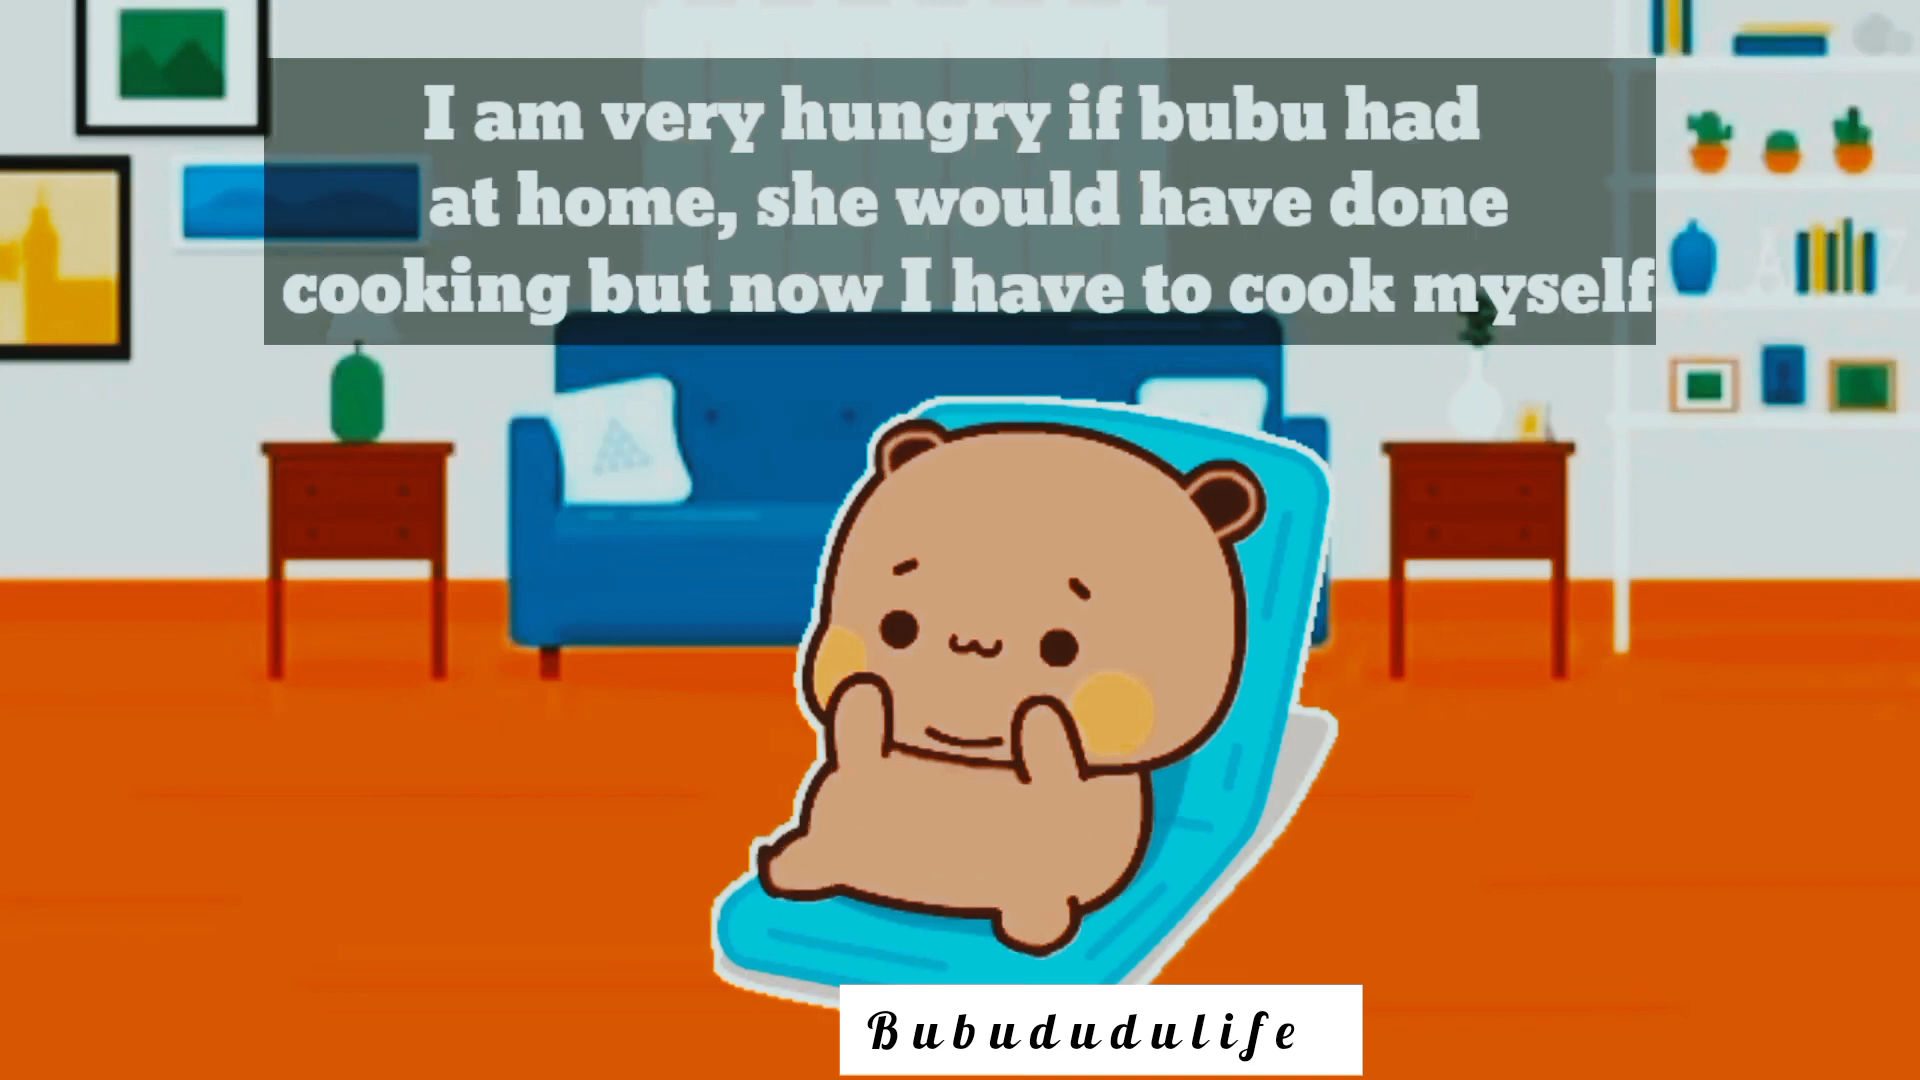 I am very hungry if bubu had
at home, she would have done
cooking but now I have to cook myself
Bubududulife